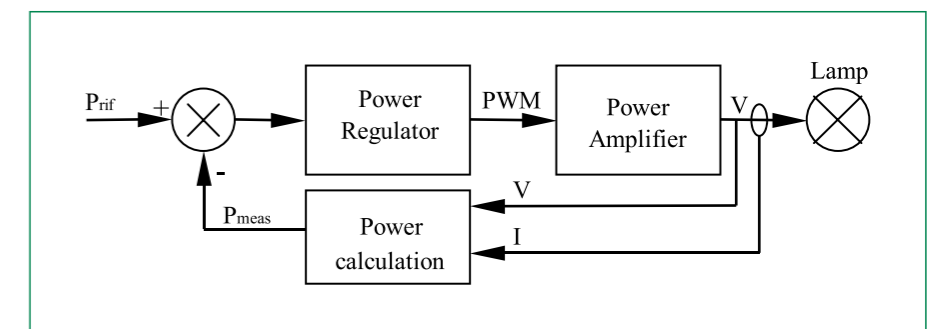 Lamp
Prif
+
Power
Regulator
PWM
Power
Amplifier
V
-
Pmeas
Power
calculation
V
I